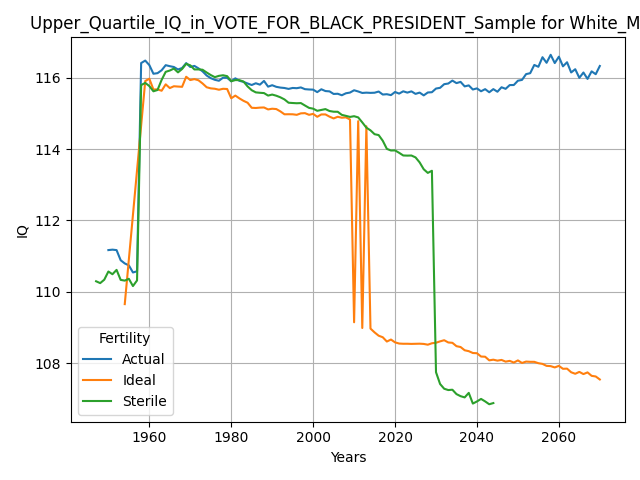 Upper_Quartile_IQ_in_VOTE_FOR_BLACK_PRESIDENT_Sample for White_M
IQ
116
114
112
110
108
Fertility
Actual
Ideal
Sterile
1960 1980 2000 2020 2040 2060
Years